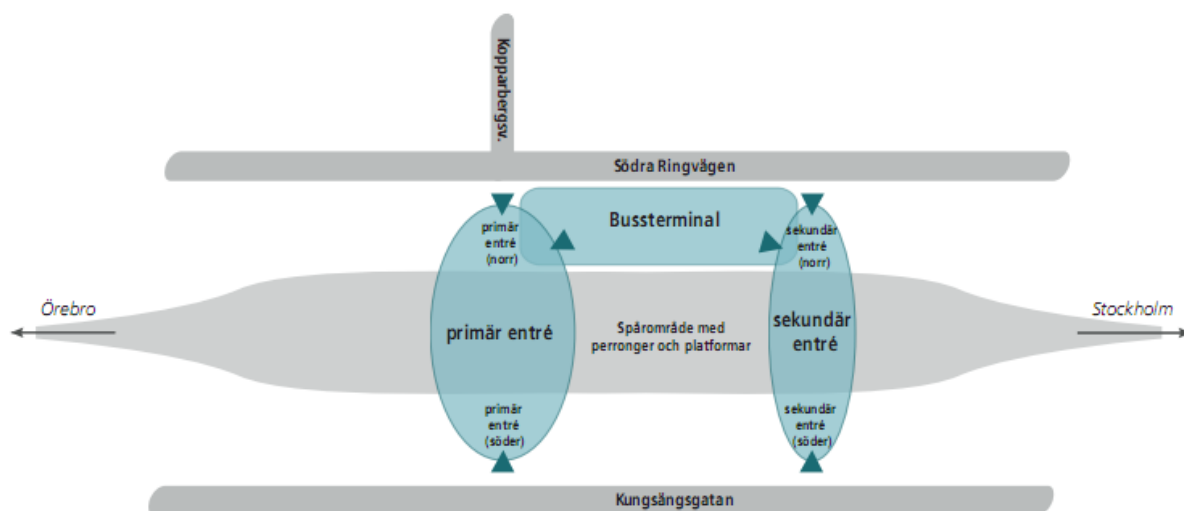 Kopparbergsv.
Södra Ringvägen
Bussterminal
primär
entré
(norr)
sekundär
entré
(norr)
Örebro
Stockholm
primär entré
Spårområde med
perronger och platformar
sekundär
entré
primär
entré
(söder)
sekundär
entré
(söder)
Kungsängsgatan